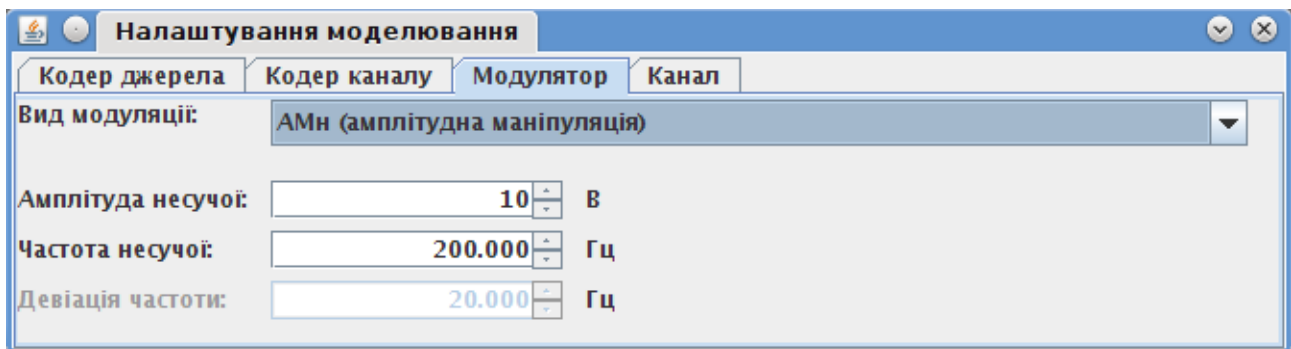 Налаштування моделювання
Кодер джерела Кодер каналу Модулятор Канал
Вид модуляції: АМн (амплітудна маніпуляція)
Амплітуда несучої: 10 В
Частота несучої: 200.000 Гц
Девіація частоти: 20.000 Гц